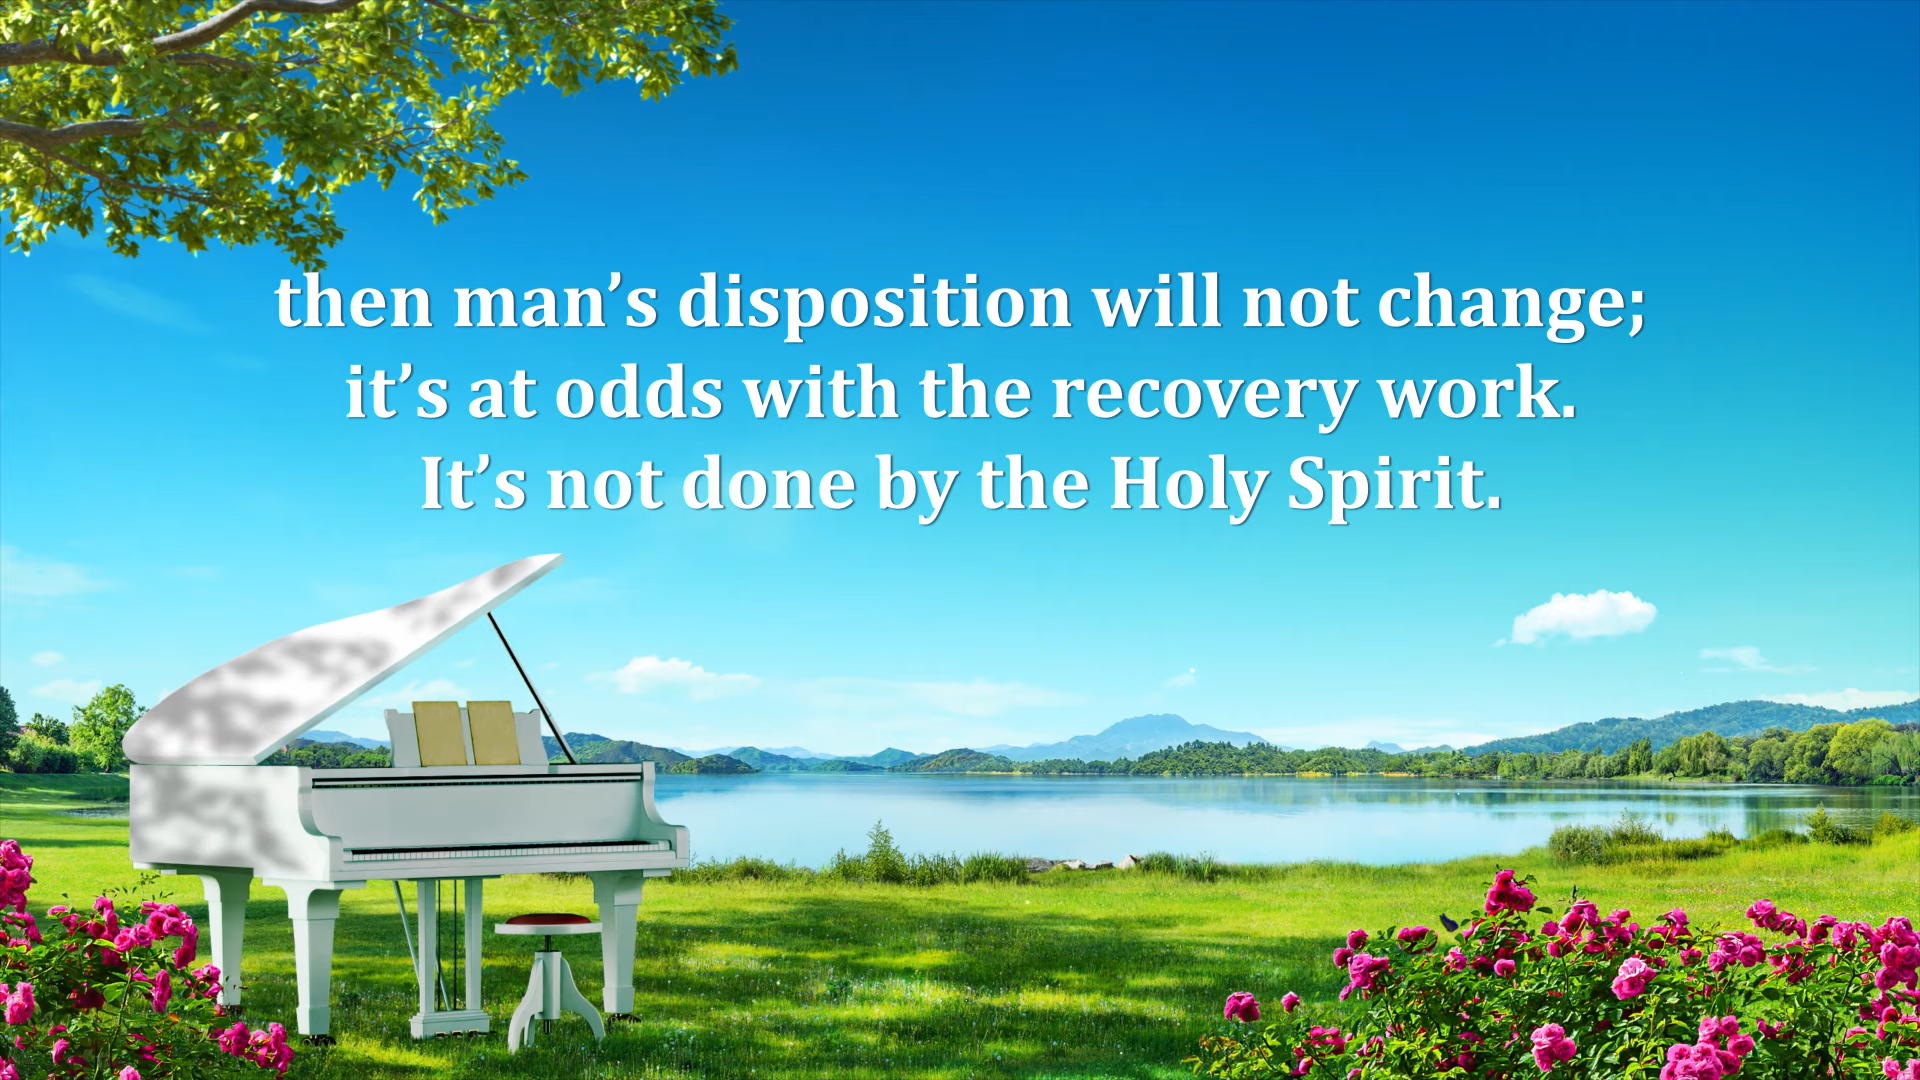 then man’s disposition will not change;
it’s at odds with the recovery work.
It’s not done by the Holy Spirit.